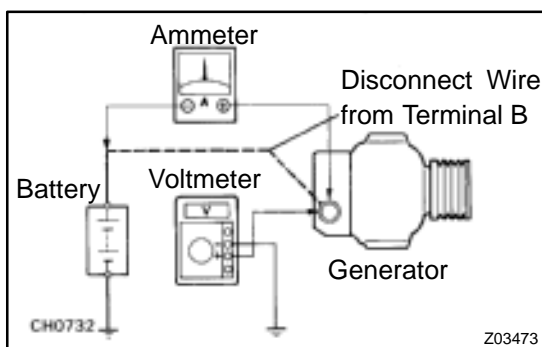 Ammeter
- A +
Disconnect Wire
from Terminal B
Battery
Voltmeter
V
Generator
CH0732
Z03473